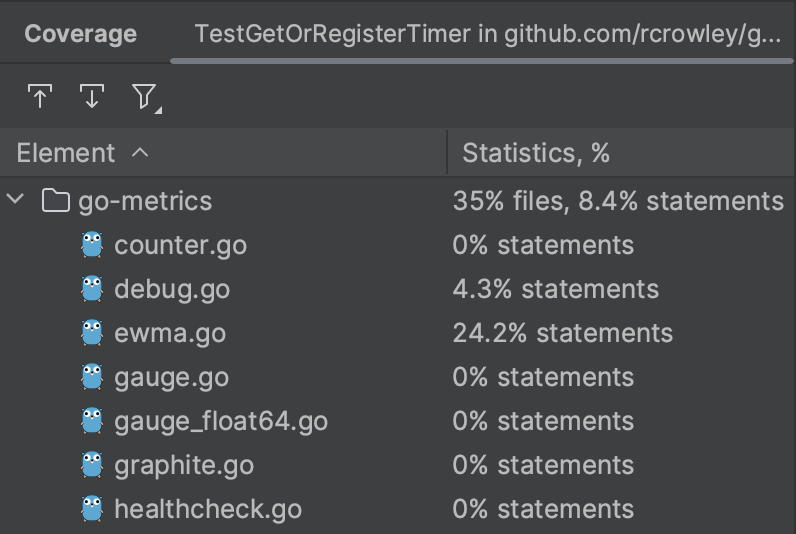 Coverage TestGetOrRegisterTimer in github.com/rcrowley/g...
Element Statistics, %
go-metrics 35% files, 8.4% statements
counter.go 0% statements
debug.go 4.3% statements
ewma.go 24.2% statements
gauge.go 0% statements
gauge_float64.go 0% statements
graphite.go 0% statements
healthcheck.go 0% statements